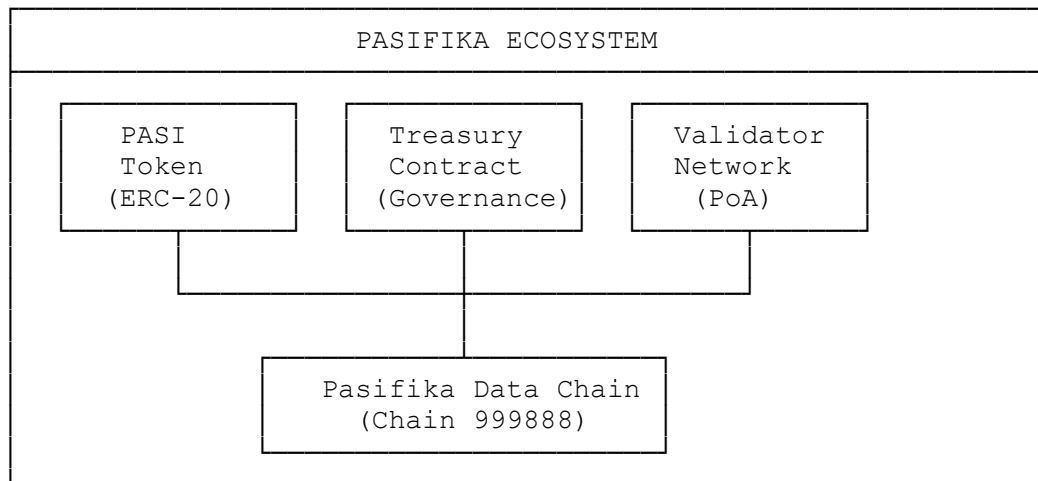 PASIFIKA ECOSYSTEM
PASI
Token
(ERC-20)
Treasury
Contract
(Governance)
Validator
Network
(PoA)
Pasifika Data Chain
(Chain 999888)